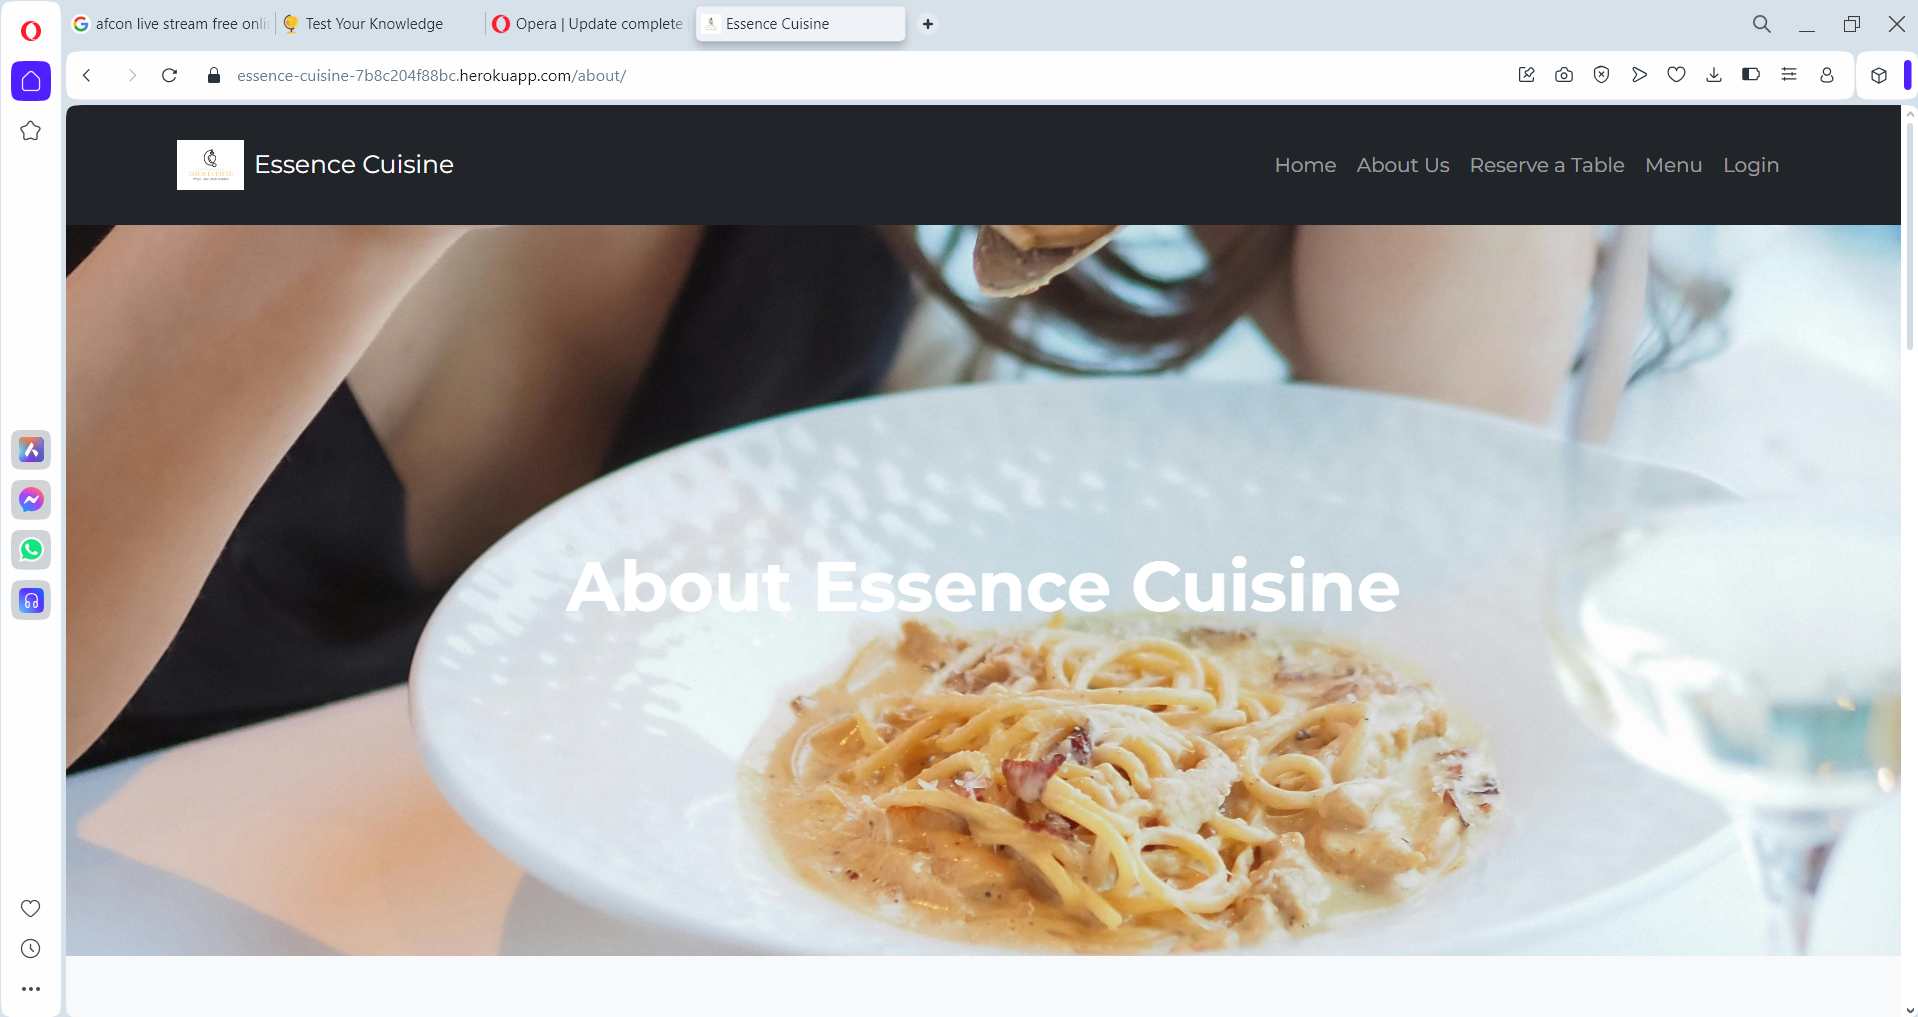 afcon live stream free onli
Test Your Knowledge
Opera | Update complete
Essence Cuisine
essence-cuisine-7b8c204f88bc.herokuapp.com/about/
Essence Cuisine
Home
About Us
Reserve a Table
Menu
Login
About Essence Cuisine